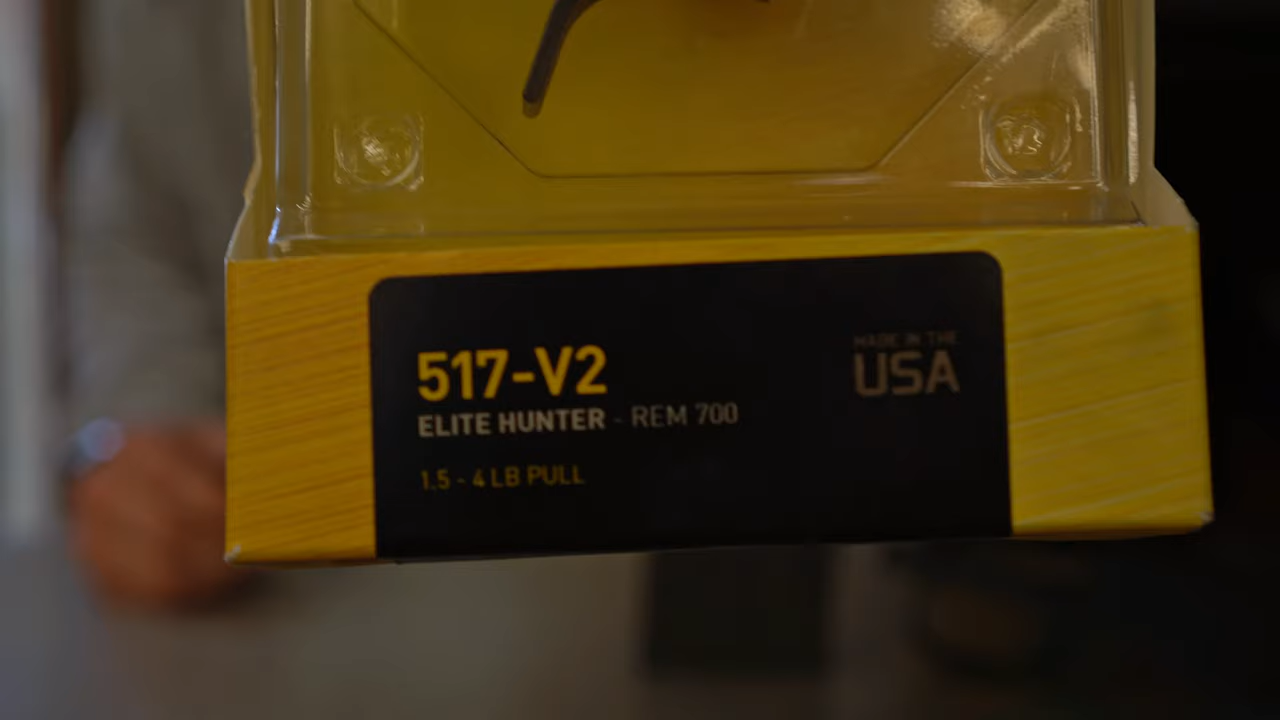 517-V2
ELITE HUNTER - REM 700
1.5 - 4 LB PULL
MADE IN THE
USA